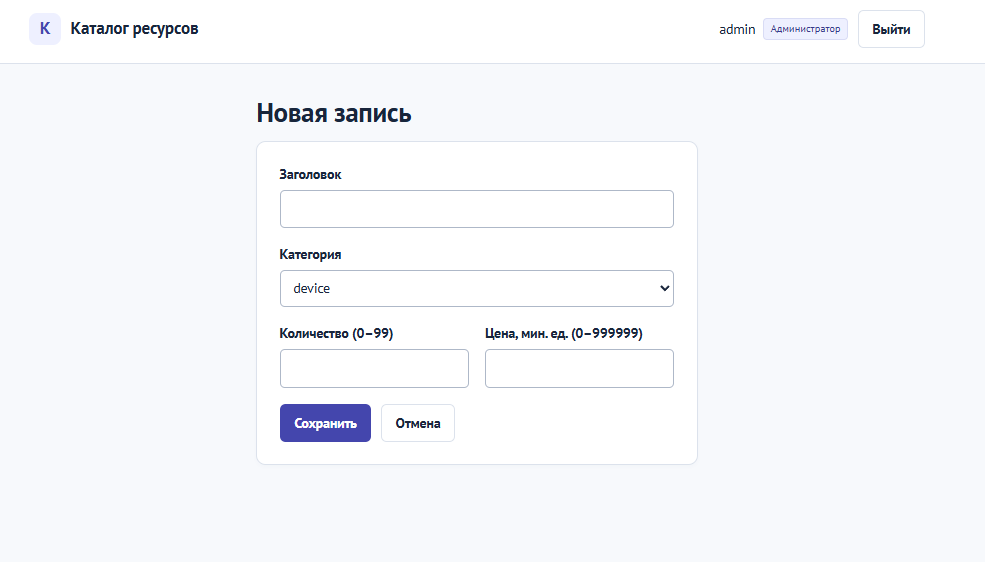 К Каталог ресурсов admin Администратор Выйти
Новая запись
Заголовок
Категория
device
Количество (0–99) Цена, мин. ед. (0–999999)
Сохранить Отмена